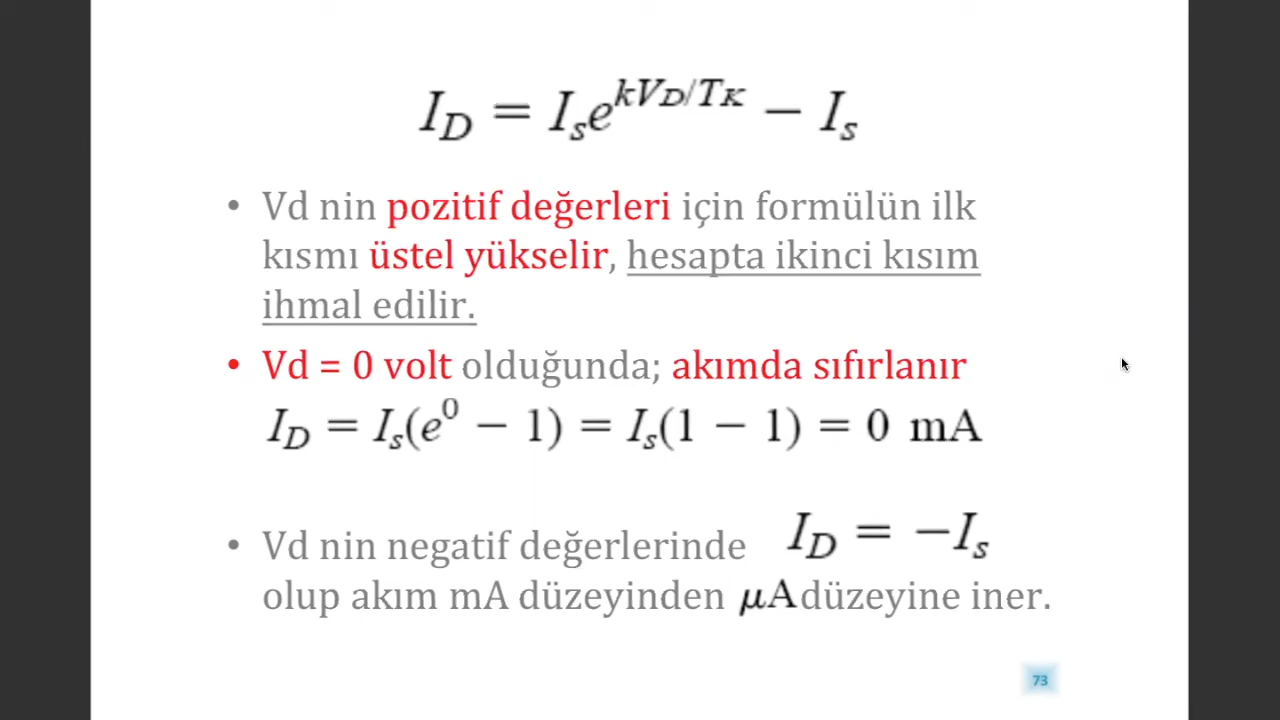 I_D = I_s e^{kV_D/T_K} − I_s
• Vd nin pozitif değerleri için formülün ilk
kısmı üstel yükselir, hesapta ikinci kısım
ihmal edilir.
• Vd = 0 volt olduğunda; akımda sıfırlanır
I_D = I_s(e^0 − 1) = I_s(1 − 1) = 0 mA
• Vd nin negatif değerlerinde I_D = −I_s
olup akım mA düzeyinden μA düzeyine iner.
73